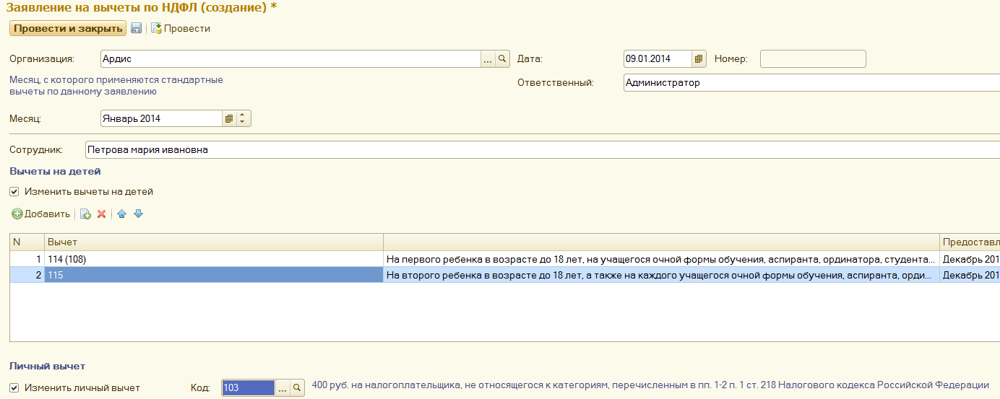 Заявление на вычеты по НДФЛ (создание) *
Провести и закрыть Провести
Организация: Ардис ... Дата: 09.01.2014 Номер:
Месяц, с которого применяются стандартные
вычеты по данному заявлению
Ответственный: Администратор
Месяц: Январь 2014
Сотрудник: Петрова мария ивановна
Вычеты на детей
Изменить вычеты на детей
Добавить
N Вычет Предоставл
1 114 (108) На первого ребенка в возрасте до 18 лет, на учащегося очной формы обучения, аспиранта, ординатора, студента... Декабрь 201
2 115 На второго ребенка в возрасте до 18 лет, а также на каждого учащегося очной формы обучения, аспиранта, орди... Декабрь 201
Личный вычет
Изменить личный вычет Код: 103 ... 400 руб. на налогоплательщика, не относящегося к категориям, перечисленным в пп. 1-2 п. 1 ст. 218 Налогового кодекса Российской Федерации